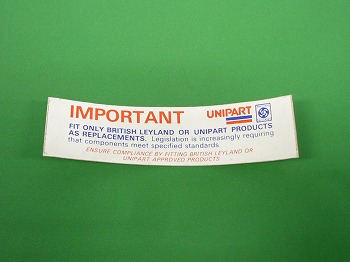 IMPORTANT UNIPART
FIT ONLY BRITISH LEYLAND OR UNIPART PRODUCTS
AS REPLACEMENTS. Legislation is increasingly requiring
that components meet specified standards
ENSURE COMPLIANCE BY FITTING BRITISH LEYLAND OR
UNIPART APPROVED PRODUCTS